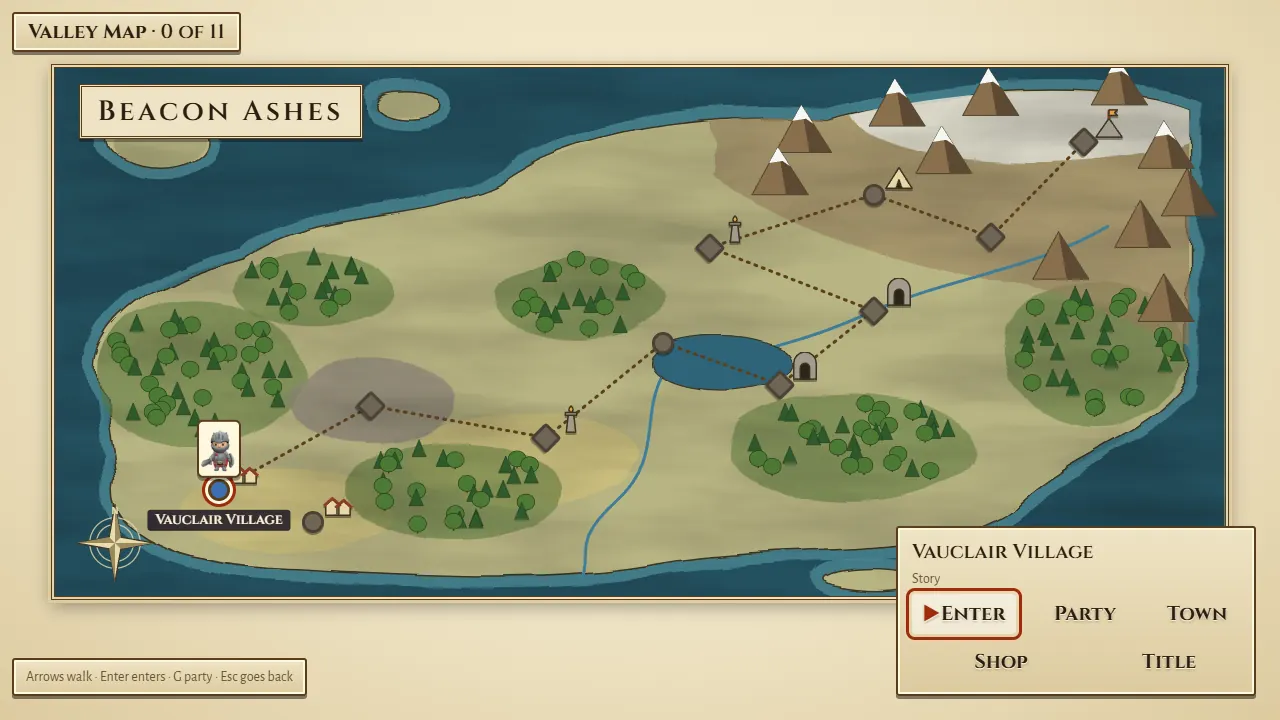 Valley Map · 0 of 11
Beacon Ashes
N
Vauclair Village
Vauclair Village
Story
Enter
Party
Town
Shop
Title
Arrows walk · Enter enters · G party · Esc goes back